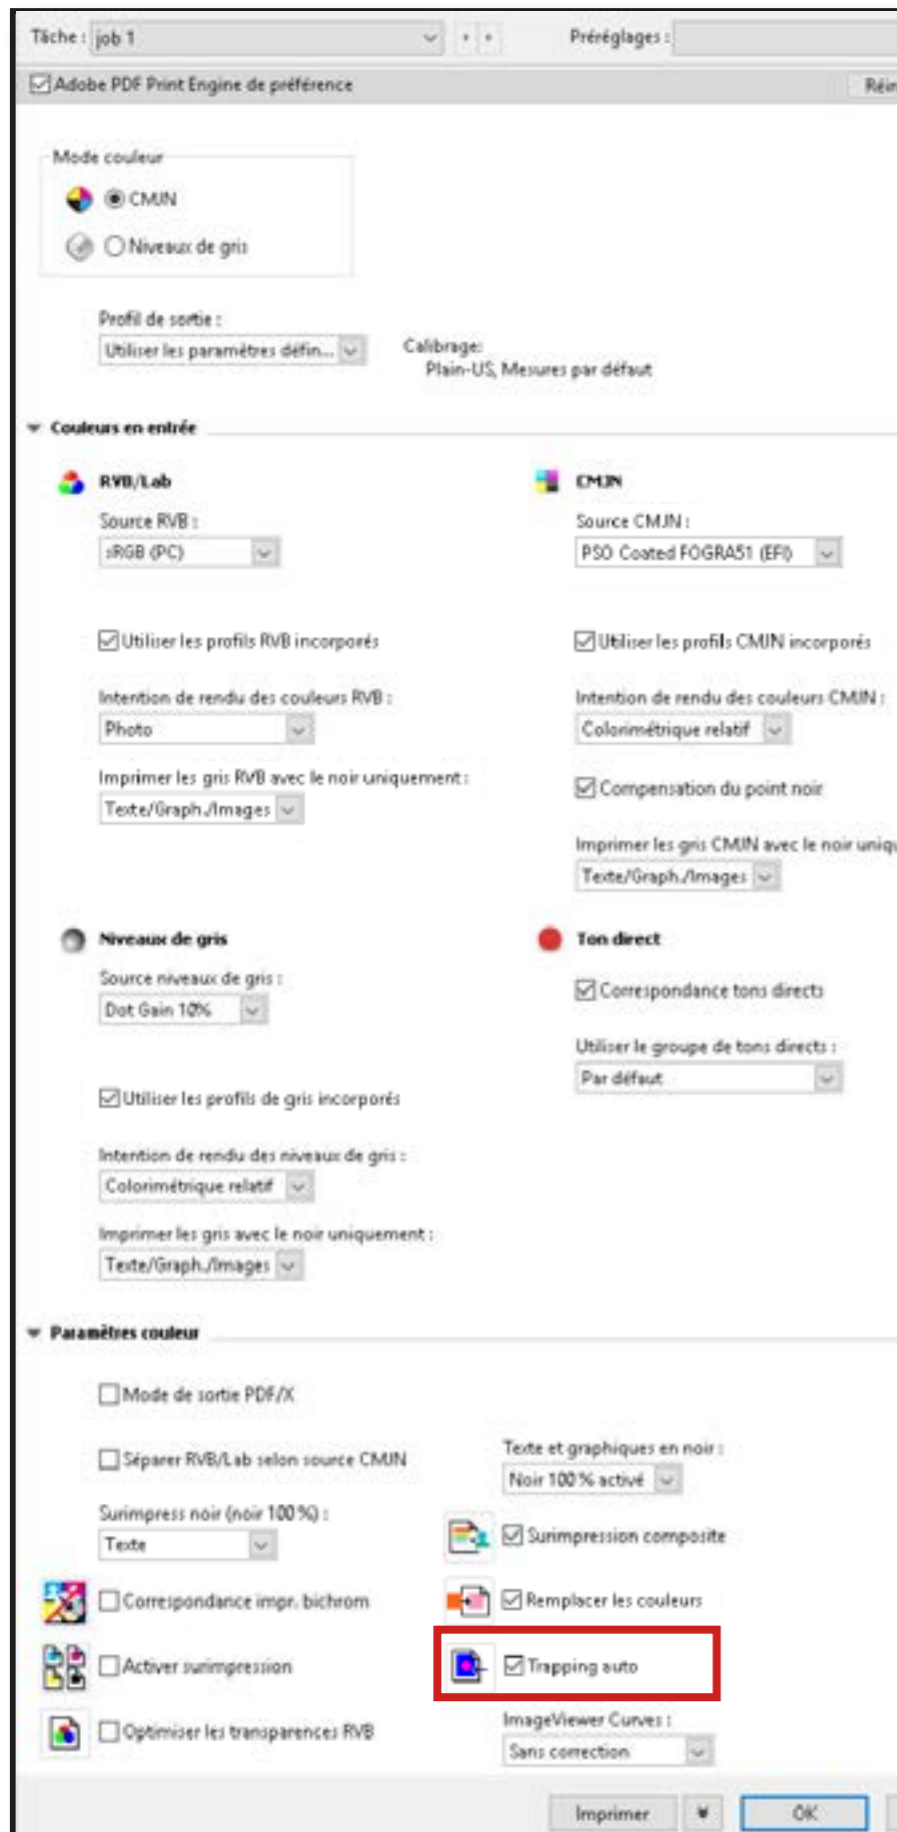 Tâche : job 1
Préréglages :
Adobe PDF Print Engine de préférence
Réin
Mode couleur
CMJN
Niveaux de gris
Profil de sortie :
Utiliser les paramètres défin...
Calibrage:
Plain-US, Mesures par défaut
Couleurs en entrée
RVB/Lab
CMJN
Source RVB :
Source CMJN :
sRGB (PC)
PSO Coated FOGRA51 (EFI)
Utiliser les profils RVB incorporés
Utiliser les profils CMJN incorporés
Intention de rendu des couleurs RVB :
Intention de rendu des couleurs CMJN :
Photo
Colorimétrique relatif
Imprimer les gris RVB avec le noir uniquement :
Compensation du point noir
Texte/Graph./Images
Imprimer les gris CMJN avec le noir uniqu
Texte/Graph./Images
Niveaux de gris
Ton direct
Source niveaux de gris :
Correspondance tons directs
Dot Gain 10%
Utiliser le groupe de tons directs :
Par défaut
Utiliser les profils de gris incorporés
Intention de rendu des niveaux de gris :
Colorimétrique relatif
Imprimer les gris avec le noir uniquement :
Texte/Graph./Images
Paramètres couleur
Mode de sortie PDF/X
Séparer RVB/Lab selon source CMJN
Texte et graphiques en noir :
Noir 100% activé
Surimpress noir (noir 100%) :
Texte
Surimpression composite
Correspondance impr. bichrom
Remplacer les couleurs
Activer surimpression
Trapping auto
Optimiser les transparences RVB
ImageViewer Curves :
Sans correction
Imprimer
OK